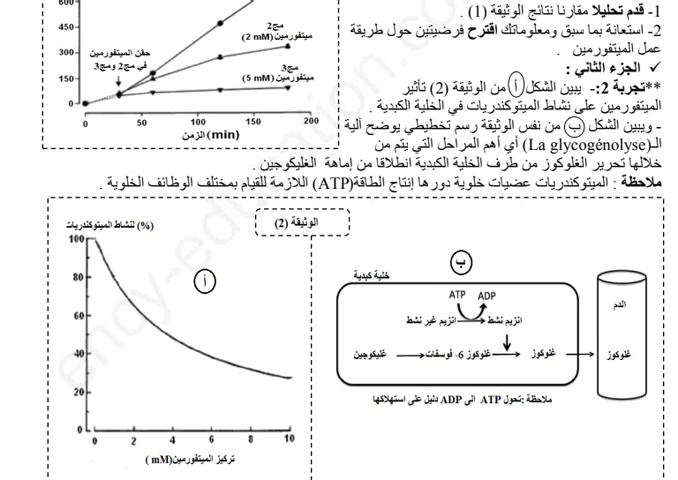 1- قدم تحليلا مقارنا نتائج الوثيقة (1) .
2- استعانة بما سبق ومعلوماتك اقترح فرضيتين حول طريقة
عمل الميتفورمين .
✓ الجزء الثاني :
**تجربة 2:- يبين الشكل أ من الوثيقة (2) تأثير
الميتفورمين على نشاط الميتوكندريات في الخلية الكبدية .
- ويبين الشكل ب من نفس الوثيقة رسم تخطيطي يوضح آلية
الـ(La glycogénolyse) أي أهم المراحل التي يتم من
خلالها تحرير الغلوكوز من طرف الخلية الكبدية انطلاقا من إماهة الغليكوجين .
ملاحظة : الميتوكندريات عضيات خلوية دورها إنتاج الطاقة(ATP) اللازمة للقيام بمختلف الوظائف الخلوية .
600
450
300
150
0
0 50 100 150 200
الزمن (min)
حقن الميتفورمين
في مج2 ومج3
مج2
ميتفورمين (2 mM)
مج3
ميتفورمين (5 mM)
الوثيقة (2)
ب
خلية كبدية
ATP ADP
انزيم نشط
انزيم غير نشط
غليكوجين
غلوكوز 6- فوسفات
غلوكوز
الدم
غلوكوز
ملاحظة :تحول ATP الى ADP دليل على استهلاكها
أ
(%) لنشاط الميتوكندريات
100
80
60
40
20
0
0 2 4 6 8 10
تركيز الميتفورمين(mM )
ency-education.com